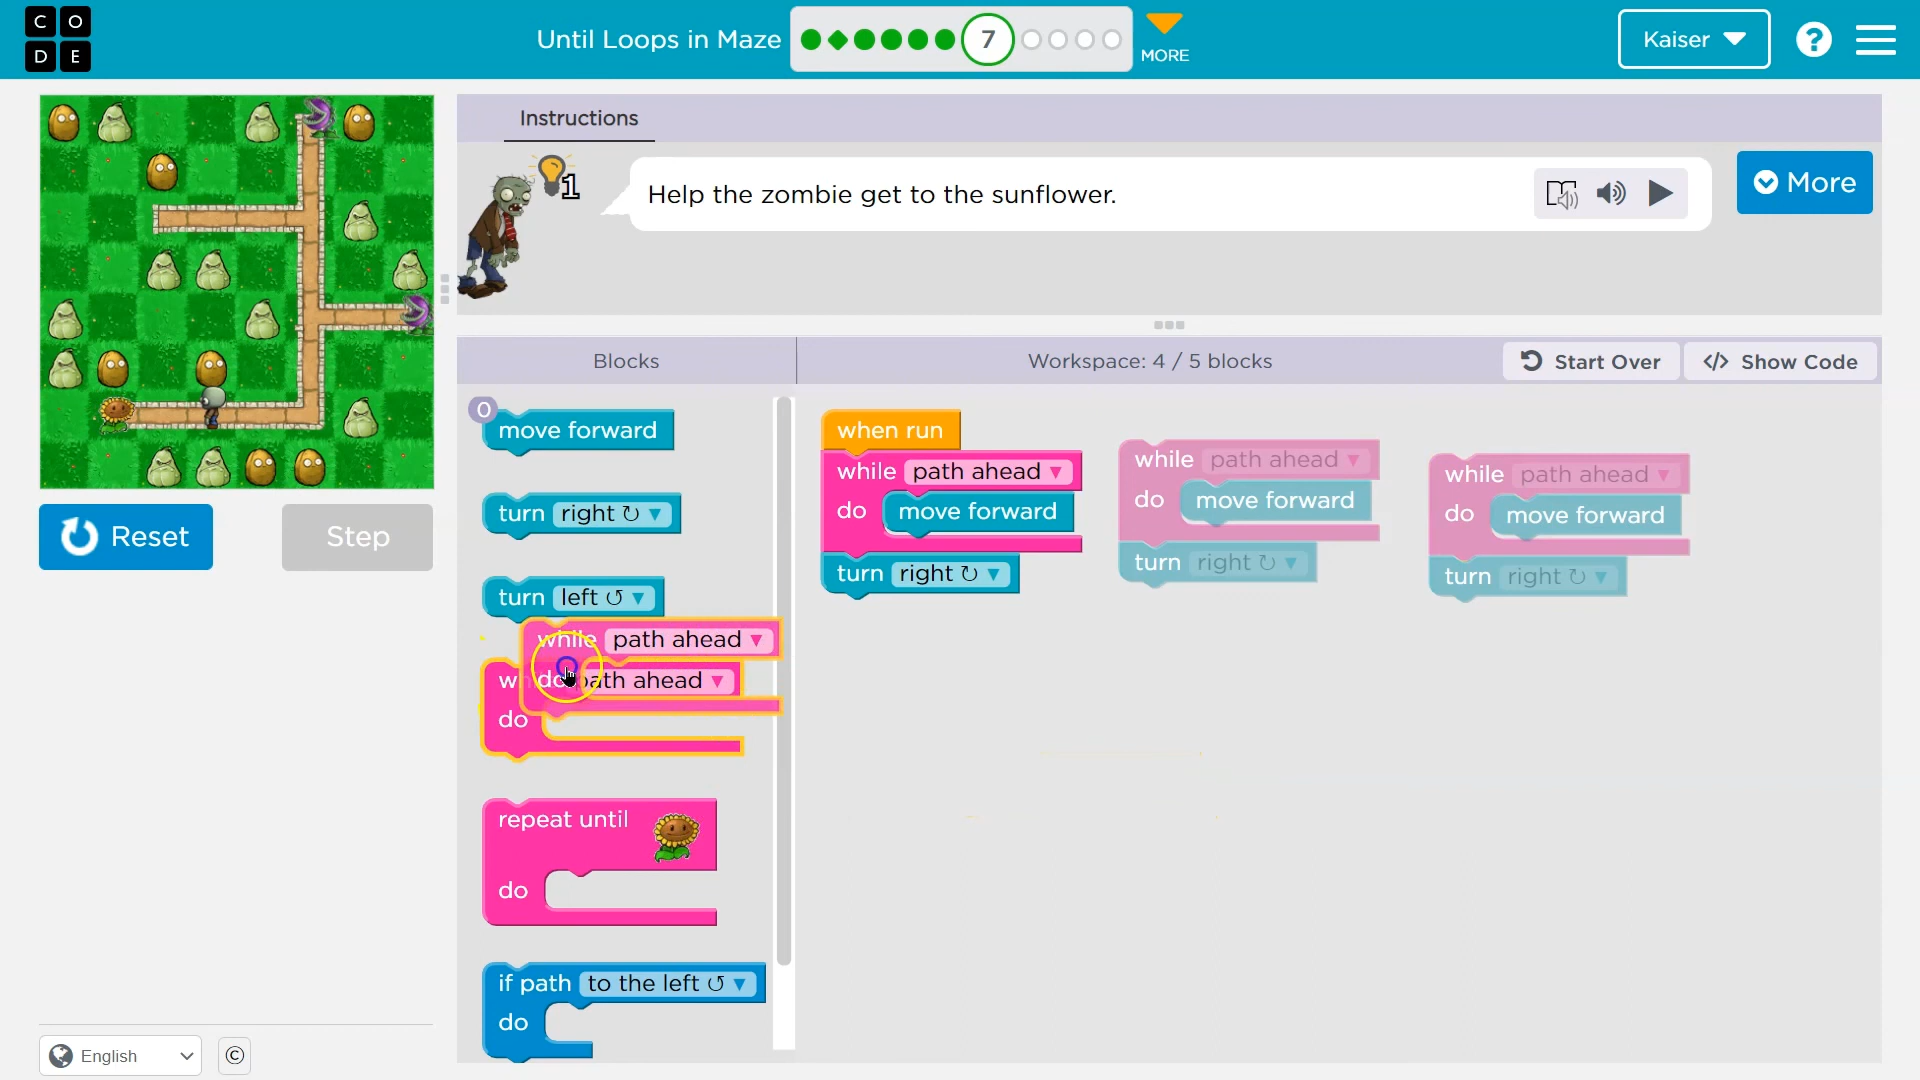 C O
D E
Until Loops in Maze
7
MORE
Kaiser
?
Instructions
1
Help the zombie get to the sunflower.
More
Blocks
Workspace: 4 / 5 blocks
Start Over
</> Show Code
0
move forward
turn right ↻ ▼
turn left ↺ ▼
while path ahead ▼
do
path ahead ▼
do
repeat until
do
if path to the left ↺ ▼
do
when run
while path ahead ▼
do move forward
turn right ↻ ▼
while path ahead ▼
do move forward
turn right ↻ ▼
while path ahead ▼
do move forward
turn right ↻ ▼
Reset
Step
English
©